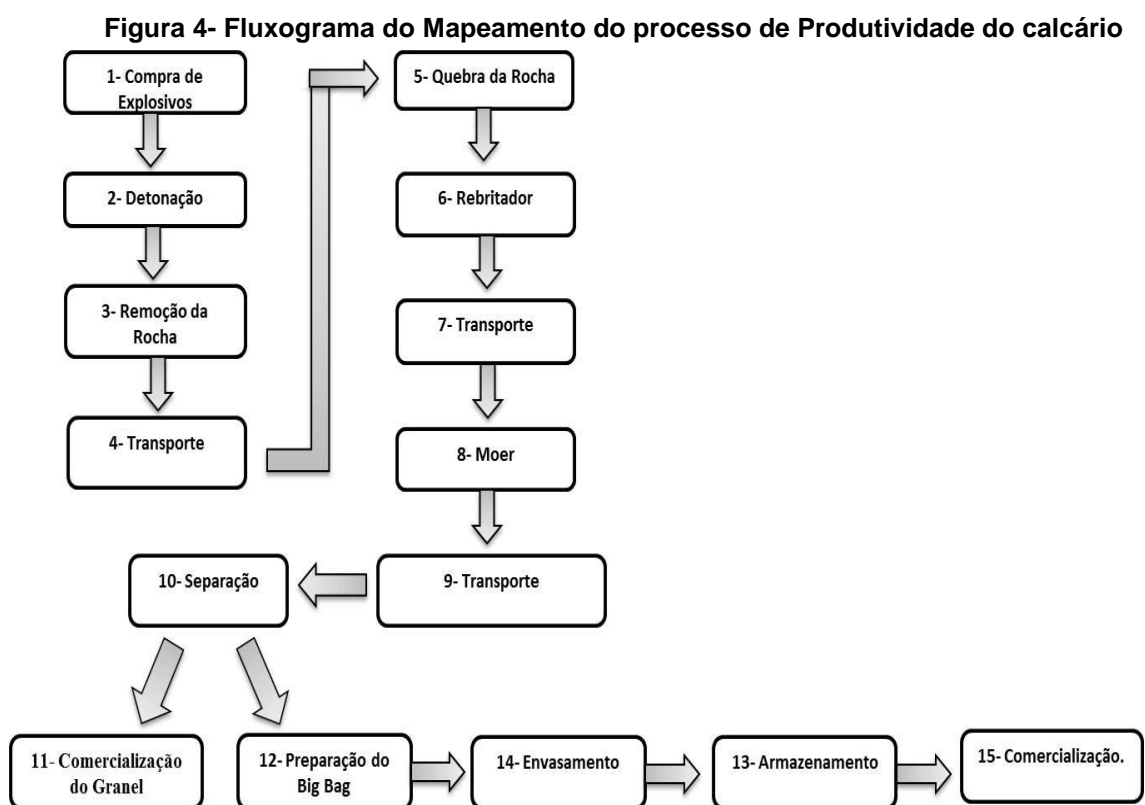 Figura 4- Fluxograma do Mapeamento do processo de Produtividade do calcário
1- Compra de
Explosivos
2- Detonação
3- Remoção da
Rocha
4- Transporte
5- Quebra da Rocha
6- Rebritador
7- Transporte
8- Moer
9- Transporte
10- Separação
11- Comercialização
do Granel
12- Preparação do
Big Bag
14- Envasamento
13- Armazenamento
15- Comercialização.